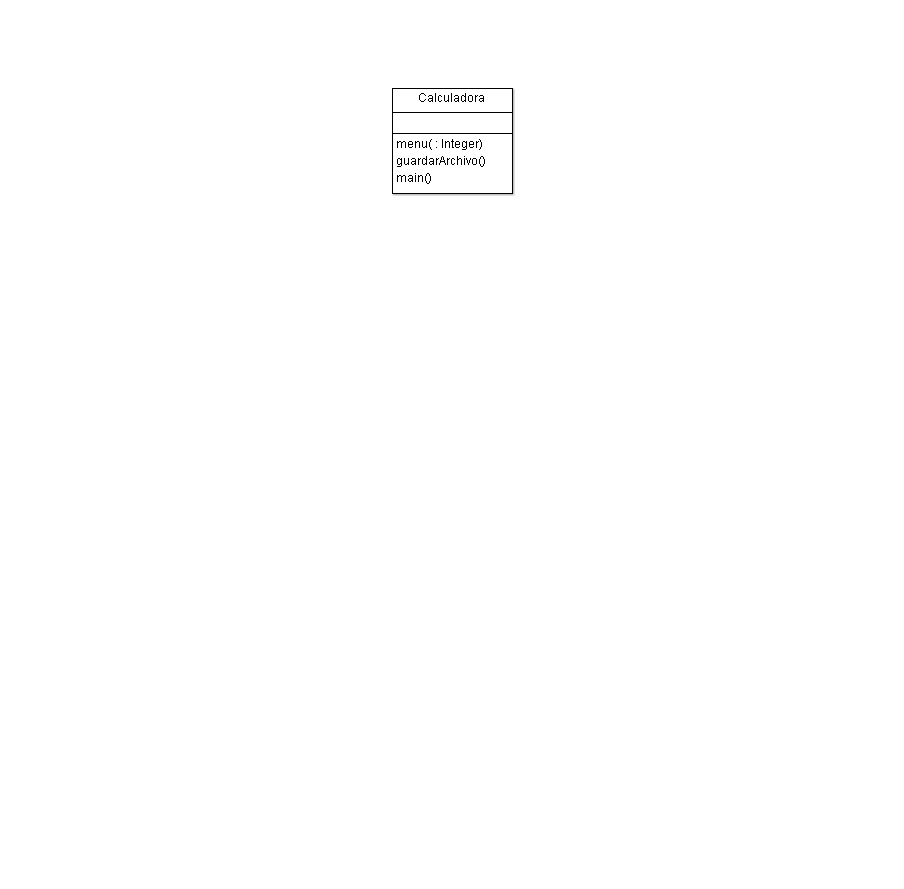 Calculadora
menu( : Integer)
guardarArchivo()
main()